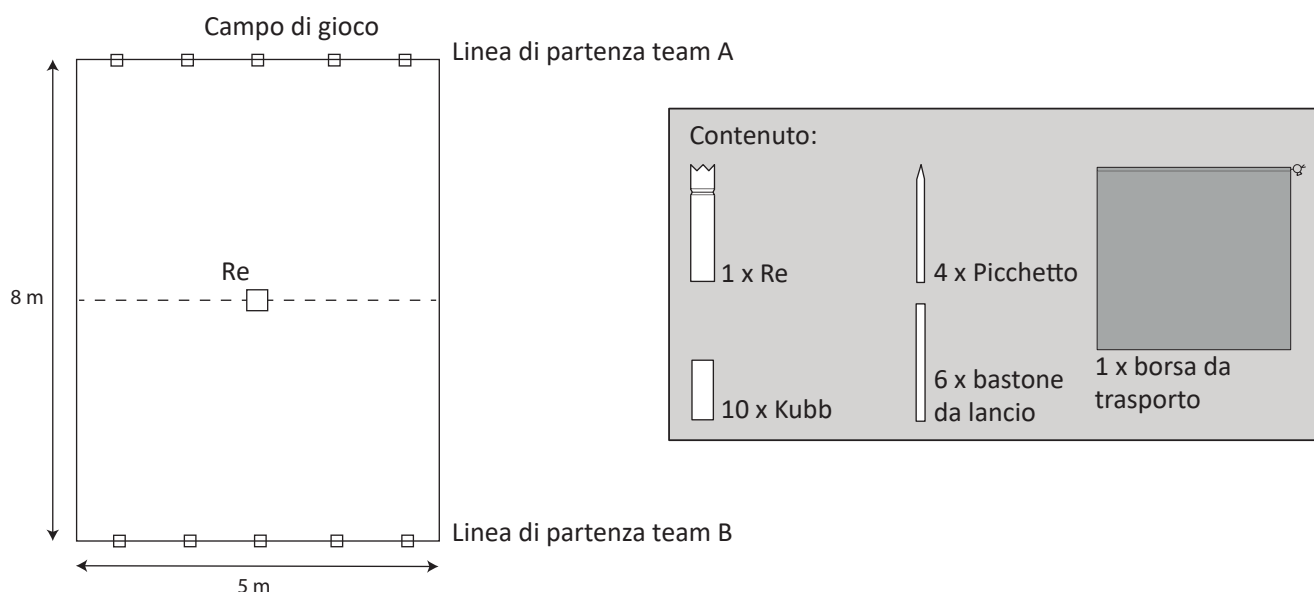 Campo di gioco
Linea di partenza team A
8 m
Re
Linea di partenza team B
5 m
Contenuto:
1 x Re
4 x Picchetto
10 x Kubb
6 x bastone
da lancio
1 x borsa da
trasporto